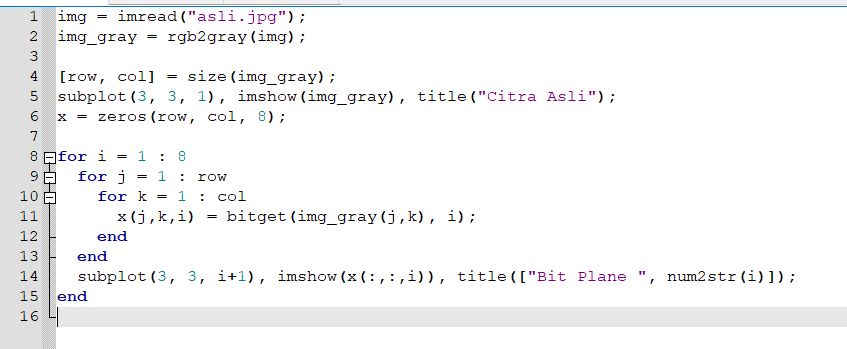 1 img = imread("asli.jpg");
2 img_gray = rgb2gray(img);
3
4 [row, col] = size(img_gray);
5 subplot(3, 3, 1), imshow(img_gray), title("Citra Asli");
6 x = zeros(row, col, 8);
7
8 for i = 1 : 8
9   for j = 1 : row
10     for k = 1 : col
11       x(j,k,i) = bitget(img_gray(j,k), i);
12     end
13   end
14   subplot(3, 3, i+1), imshow(x(:,:,i)), title(["Bit Plane ", num2str(i)]);
15 end
16